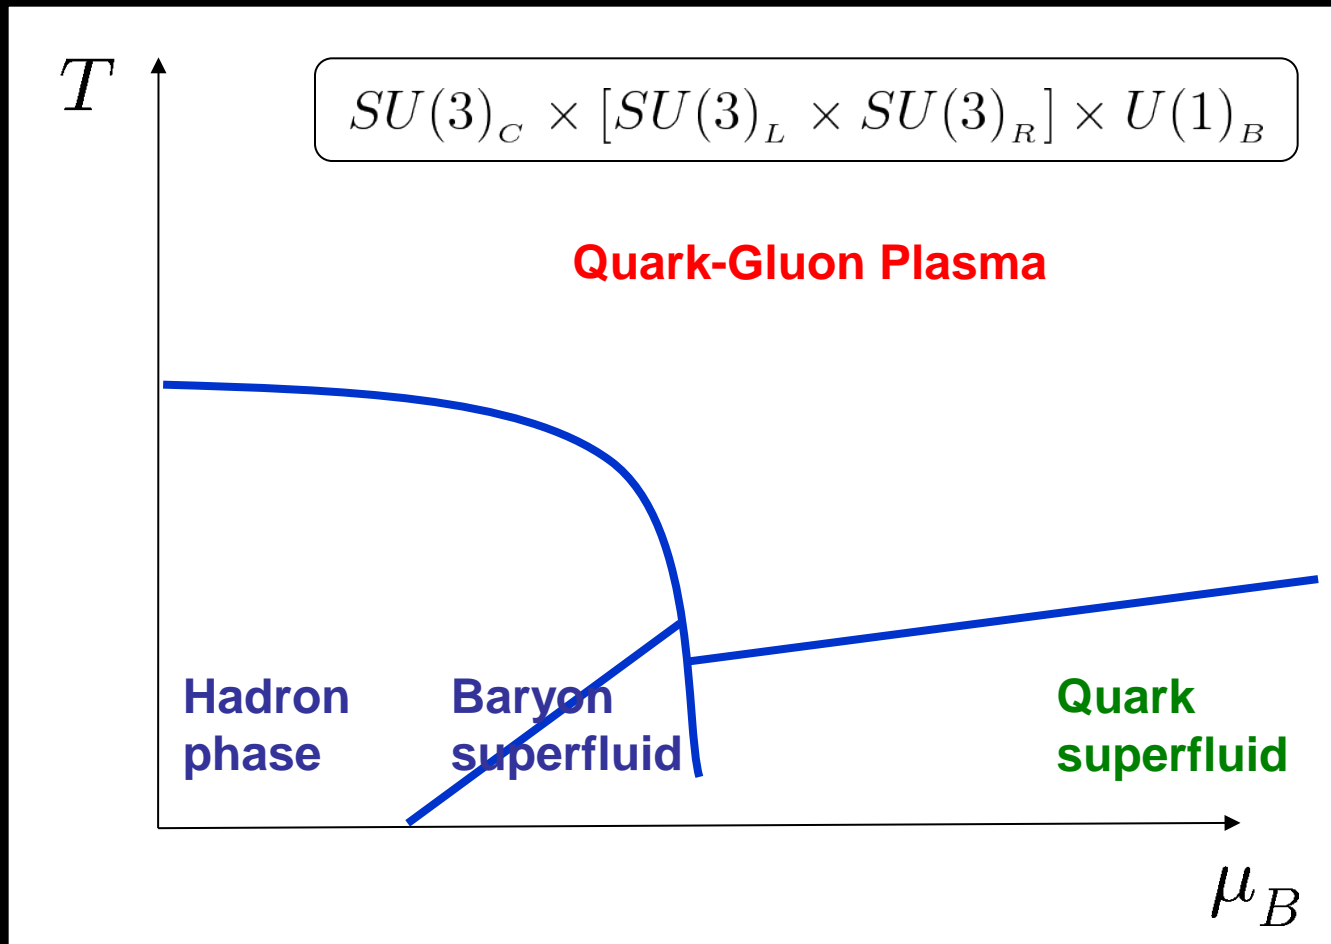 T
SU(3)_C × [SU(3)_L × SU(3)_R] × U(1)_B
Quark-Gluon Plasma
Hadron
phase
Baryon
superfluid
Quark
superfluid
μ_B